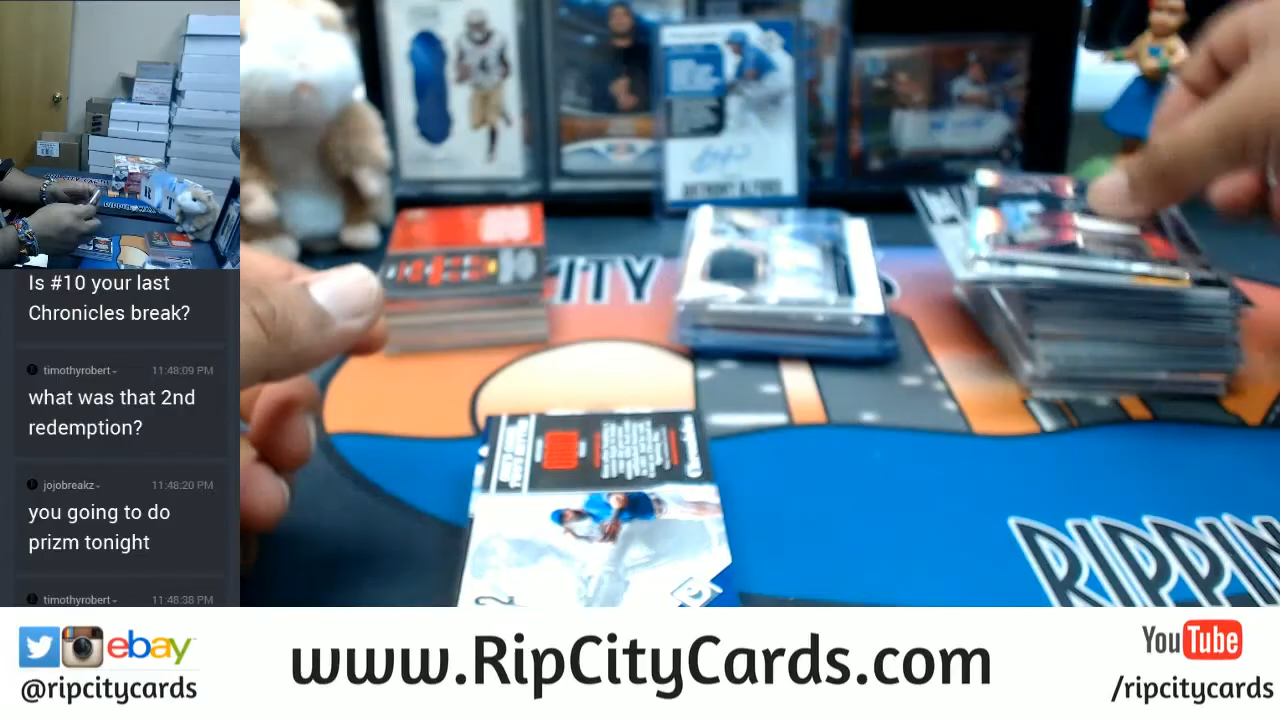 Is #10 your last
Chronicles break?
timothyrobert
11:48:09 PM
what was that 2nd
redemption?
jojobreakz
11:48:20 PM
you going to do
prizm tonight
timothyrobert
11:48:38 PM
CITY
ANTHONY ALFORD
RIPPIN
ebay
@ripcitycards
www.RipCityCards.com
YouTube
/ripcitycards